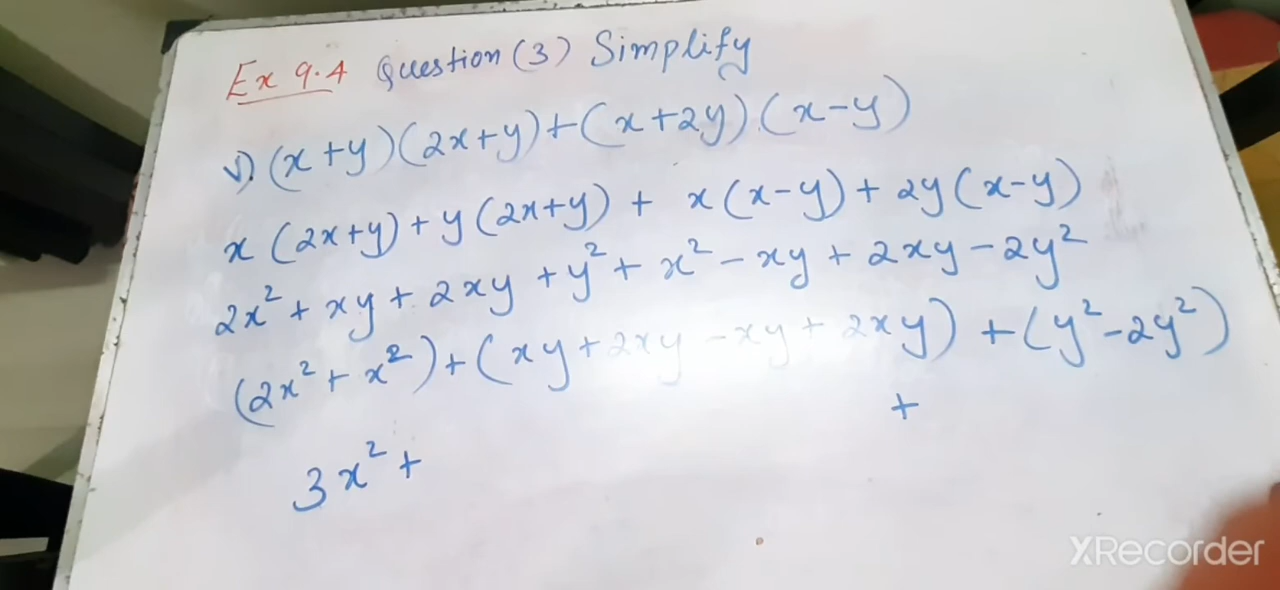 Ex 9.4 Question (3) Simplify
v) (x+y)(2x+y)+(x+2y)(x-y)
x (2x+y)+y(2x+y) + x(x-y)+2y(x-y)
2x²+xy+2xy+y²+x²-xy+2xy-2y²
(2x²+x²)+(xy+2xy-xy+2xy)+(y²-2y²)
3x²+ +
XRecorder